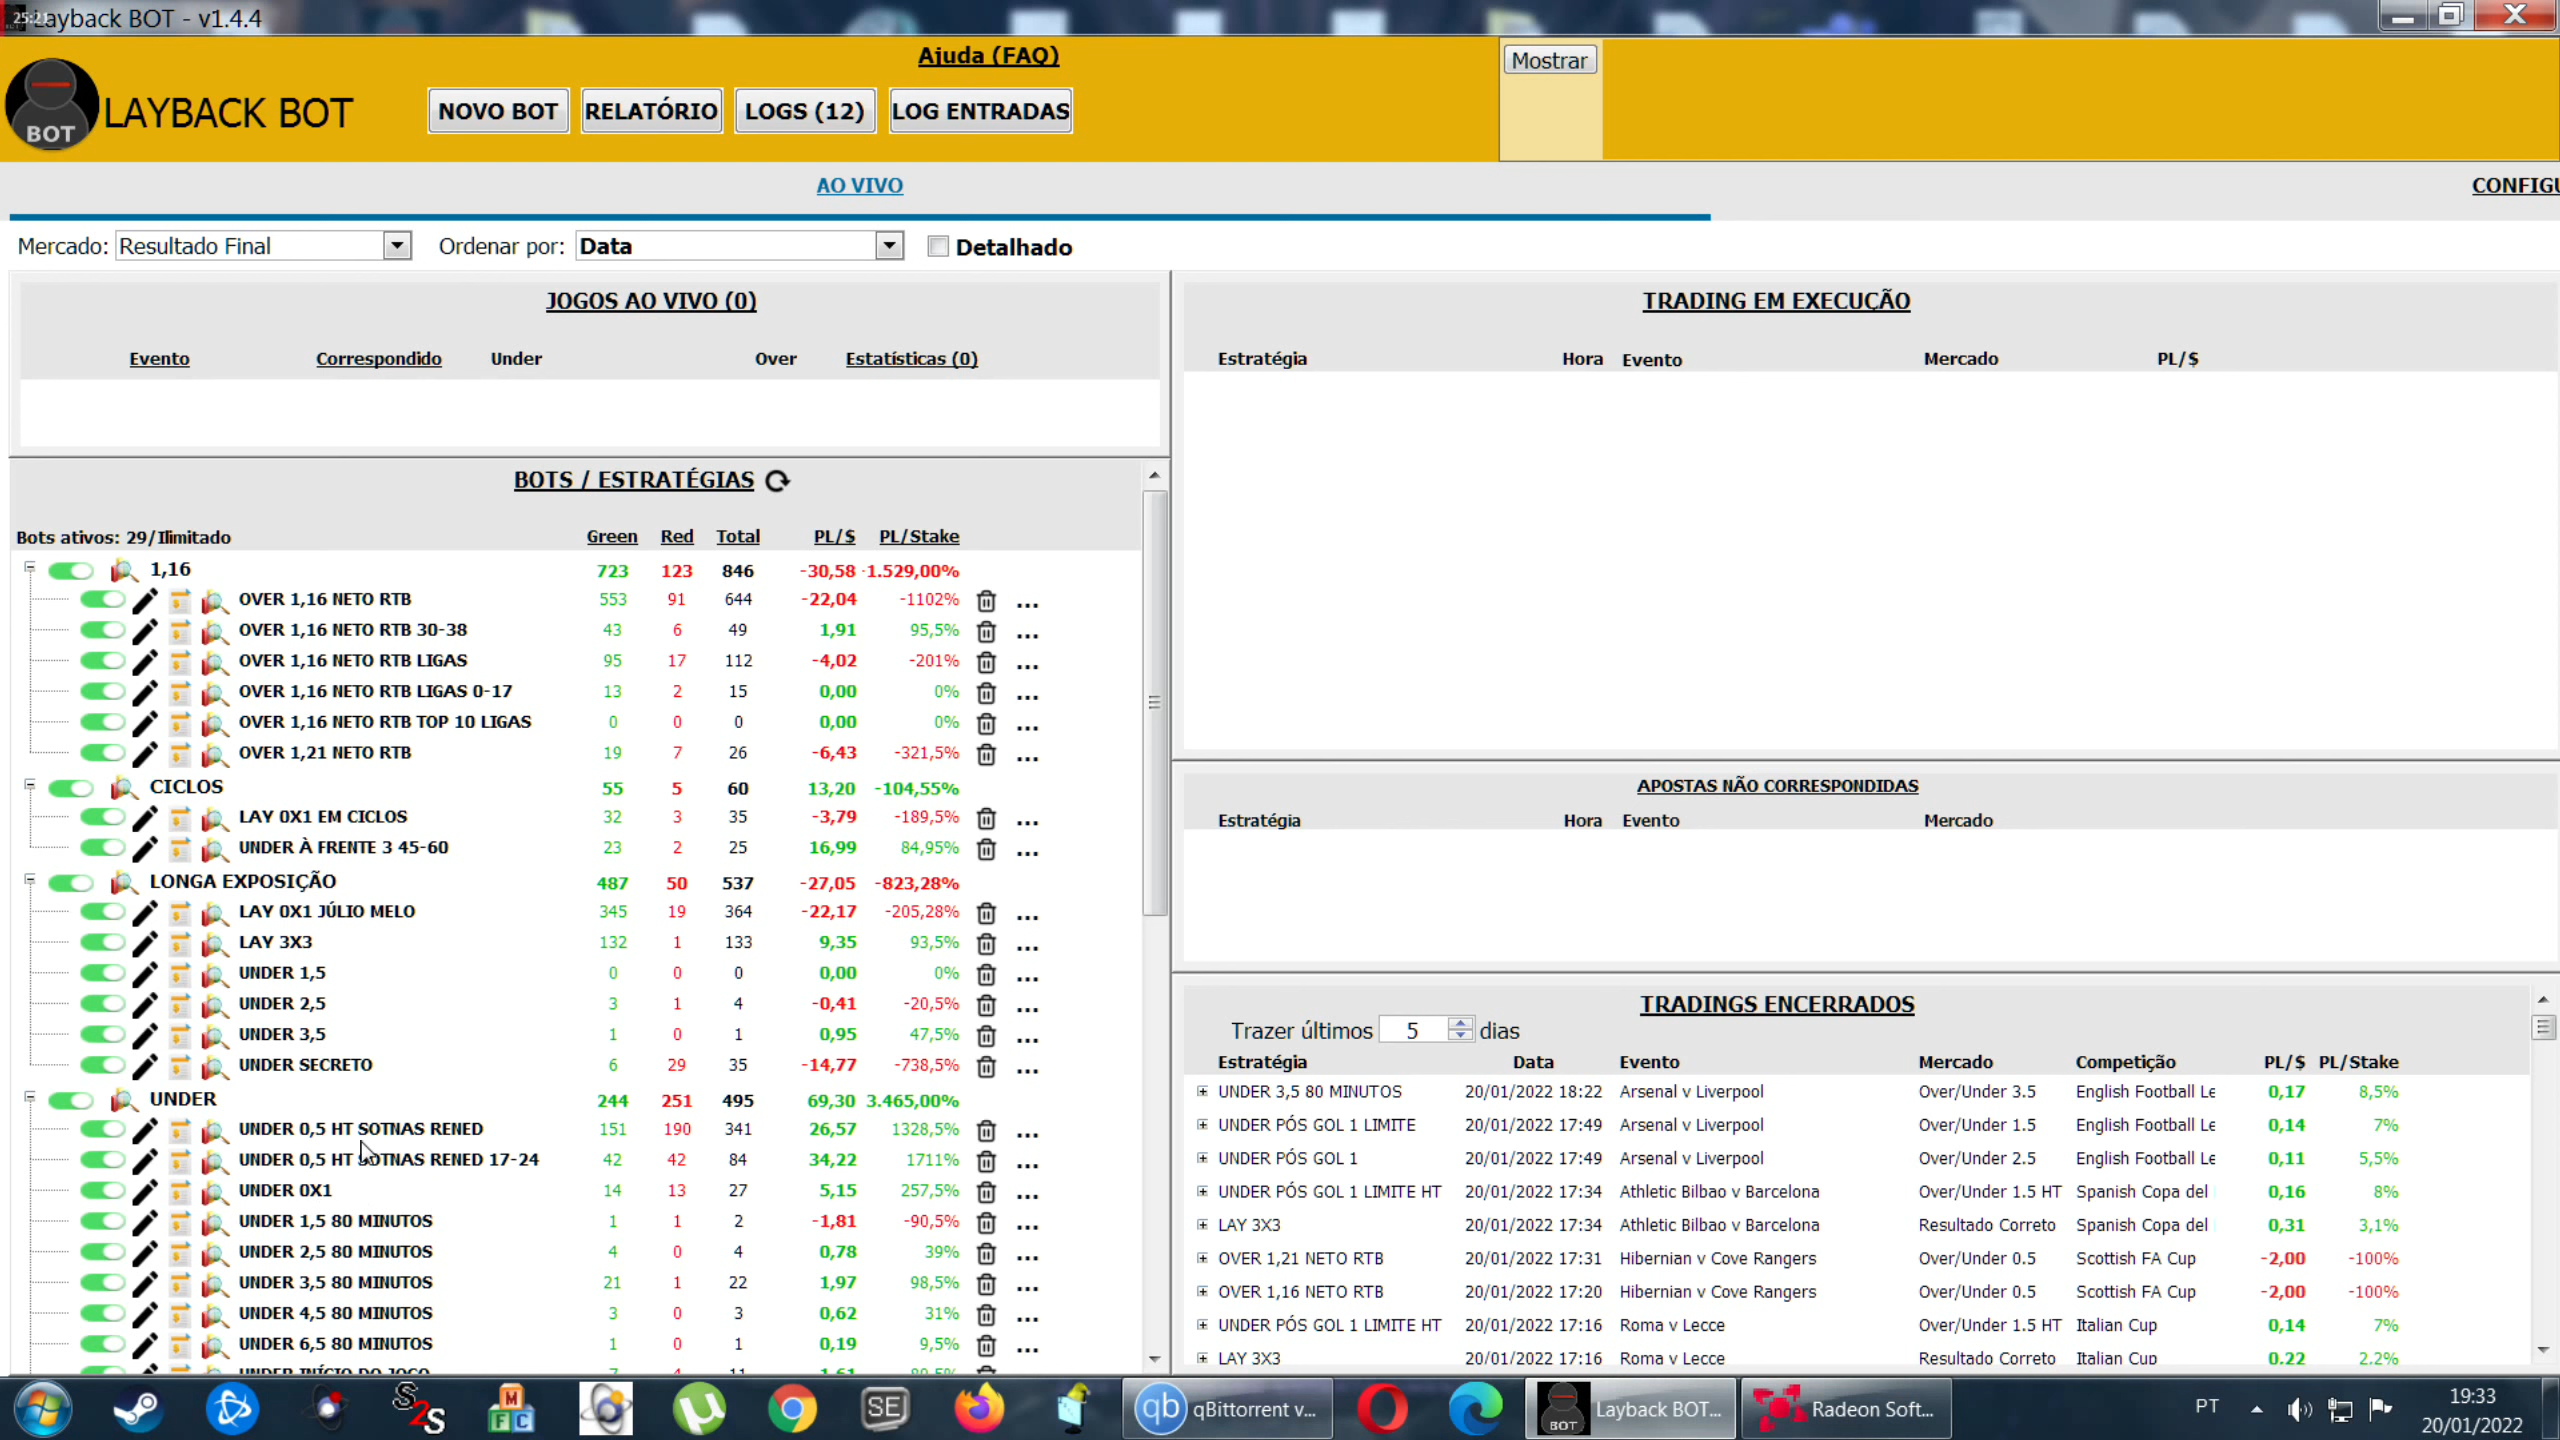 25:21
Layback BOT - v1.4.4
Ajuda (FAQ)
Mostrar
BOT
LAYBACK BOT
NOVO BOT RELATÓRIO LOGS (12) LOG ENTRADAS
AO VIVO
CONFIGU
Mercado: Resultado Final Ordenar por: Data Detalhado
JOGOS AO VIVO (0)
Evento Correspondido Under Over Estatísticas (0)
BOTS / ESTRATÉGIAS
Bots ativos: 29/Ilimitado Green Red Total PL/$ PL/Stake
1,16 723 123 846 -30,58 -1.529,00%
OVER 1,16 NETO RTB 553 91 644 -22,04 -1102% ...
OVER 1,16 NETO RTB 30-38 43 6 49 1,91 95,5% ...
OVER 1,16 NETO RTB LIGAS 95 17 112 -4,02 -201% ...
OVER 1,16 NETO RTB LIGAS 0-17 13 2 15 0,00 0% ...
OVER 1,16 NETO RTB TOP 10 LIGAS 0 0 0 0,00 0% ...
OVER 1,21 NETO RTB 19 7 26 -6,43 -321,5% ...
CICLOS 55 5 60 13,20 -104,55%
LAY 0X1 EM CICLOS 32 3 35 -3,79 -189,5% ...
UNDER À FRENTE 3 45-60 23 2 25 16,99 84,95% ...
LONGA EXPOSIÇÃO 487 50 537 -27,05 -823,28%
LAY 0X1 JÚLIO MELO 345 19 364 -22,17 -205,28% ...
LAY 3X3 132 1 133 9,35 93,5% ...
UNDER 1,5 0 0 0 0,00 0% ...
UNDER 2,5 3 1 4 -0,41 -20,5% ...
UNDER 3,5 1 0 1 0,95 47,5% ...
UNDER SECRETO 6 29 35 -14,77 -738,5% ...
UNDER 244 251 495 69,30 3.465,00%
UNDER 0,5 HT SOTNAS RENED 151 190 341 26,57 1328,5% ...
UNDER 0,5 HT SOTNAS RENED 17-24 42 42 84 34,22 1711% ...
UNDER 0X1 14 13 27 5,15 257,5% ...
UNDER 1,5 80 MINUTOS 1 1 2 -1,81 -90,5% ...
UNDER 2,5 80 MINUTOS 4 0 4 0,78 39% ...
UNDER 3,5 80 MINUTOS 21 1 22 1,97 98,5% ...
UNDER 4,5 80 MINUTOS 3 0 3 0,62 31% ...
UNDER 6,5 80 MINUTOS 1 0 1 0,19 9,5% ...
UNDER INÍCIO DO JOGO 7 4 11 1,61 80,5%
TRADING EM EXECUÇÃO
Estratégia Hora Evento Mercado PL/$
APOSTAS NÃO CORRESPONDIDAS
Estratégia Hora Evento Mercado
TRADINGS ENCERRADOS
Trazer últimos 5 dias
Estratégia Data Evento Mercado Competição PL/$ PL/Stake
UNDER 3,5 80 MINUTOS 20/01/2022 18:22 Arsenal v Liverpool Over/Under 3.5 English Football Le 0,17 8,5%
UNDER PÓS GOL 1 LIMITE 20/01/2022 17:49 Arsenal v Liverpool Over/Under 1.5 English Football Le 0,14 7%
UNDER PÓS GOL 1 20/01/2022 17:49 Arsenal v Liverpool Over/Under 2.5 English Football Le 0,11 5,5%
UNDER PÓS GOL 1 LIMITE HT 20/01/2022 17:34 Athletic Bilbao v Barcelona Over/Under 1.5 HT Spanish Copa del 0,16 8%
LAY 3X3 20/01/2022 17:34 Athletic Bilbao v Barcelona Resultado Correto Spanish Copa del 0,31 3,1%
OVER 1,21 NETO RTB 20/01/2022 17:31 Hibernian v Cove Rangers Over/Under 0.5 Scottish FA Cup -2,00 -100%
OVER 1,16 NETO RTB 20/01/2022 17:20 Hibernian v Cove Rangers Over/Under 0.5 Scottish FA Cup -2,00 -100%
UNDER PÓS GOL 1 LIMITE HT 20/01/2022 17:16 Roma v Lecce Over/Under 1.5 HT Italian Cup 0,14 7%
LAY 3X3 20/01/2022 17:16 Roma v Lecce Resultado Correto Italian Cup 0,22 2,2%
S2S M F C SE qb qBittorrent v... BOT Layback BOT... Radeon Soft... PT 19:33
20/01/2022